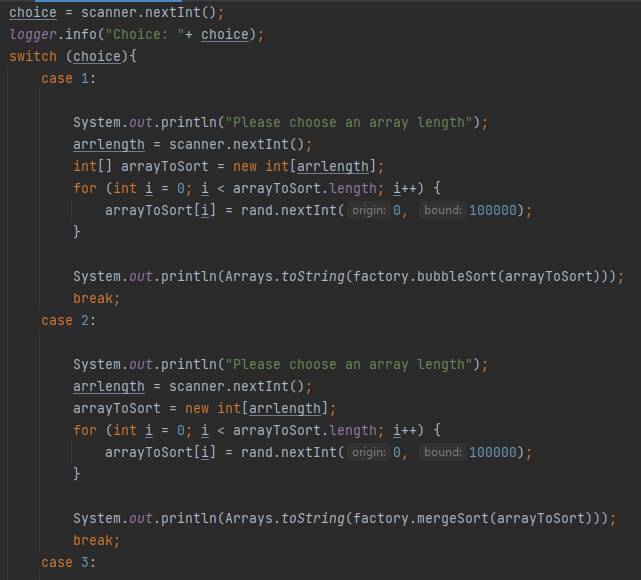 choice = scanner.nextInt();
logger.info("Choice: "+ choice);
switch (choice){
case 1:
System.out.println("Please choose an array length");
arrlength = scanner.nextInt();
int[] arrayToSort = new int[arrlength];
for (int i = 0; i < arrayToSort.length; i++) {
arrayToSort[i] = rand.nextInt( origin: 0, bound: 100000);
}
System.out.println(Arrays.toString(factory.bubbleSort(arrayToSort)));
break;
case 2:
System.out.println("Please choose an array length");
arrlength = scanner.nextInt();
arrayToSort = new int[arrlength];
for (int i = 0; i < arrayToSort.length; i++) {
arrayToSort[i] = rand.nextInt( origin: 0, bound: 100000);
}
System.out.println(Arrays.toString(factory.mergeSort(arrayToSort)));
break;
case 3: